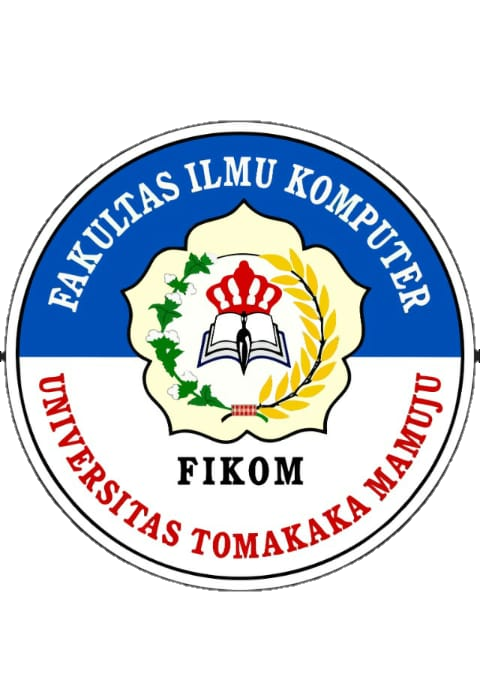 FAKULTAS ILMU KOMPUTER
FIKOM
UNIVERSITAS TOMAKAKA MAMUJU